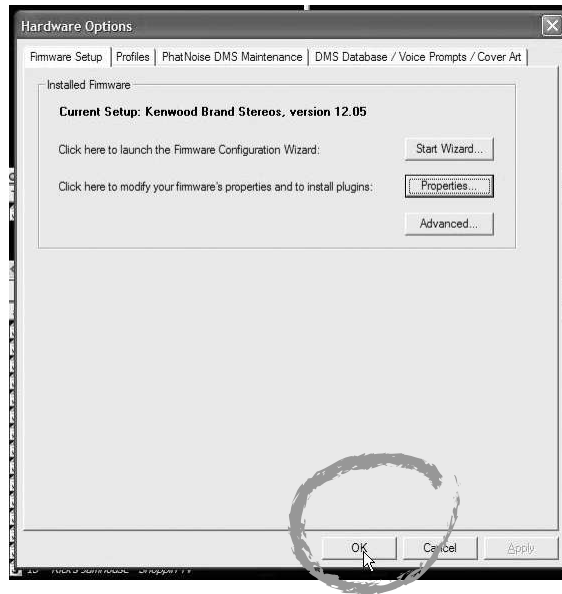 Hardware Options
Firmware Setup Profiles PhatNoise DMS Maintenance DMS Database / Voice Prompts / Cover Art
Installed Firmware
Current Setup: Kenwood Brand Stereos, version 12.05
Click here to launch the Firmware Configuration Wizard: Start Wizard...
Click here to modify your firmware's properties and to install plugins: Properties...
Advanced...
OK Cancel Apply